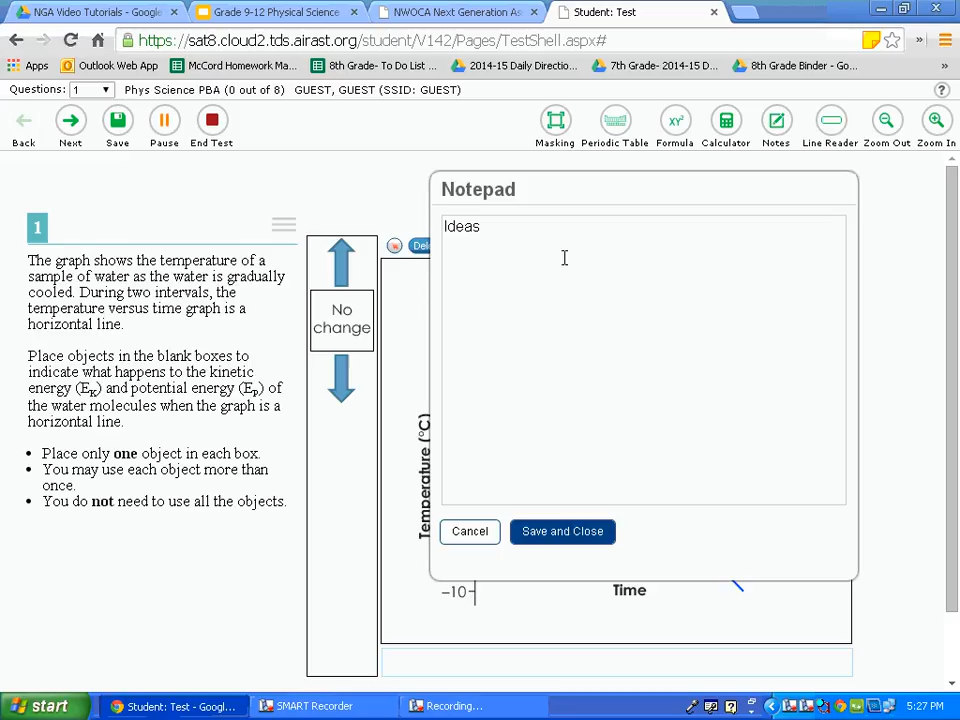 NGA Video Tutorials - Google
Grade 9-12 Physical Science
NWOCA Next Generation As
Student: Test
https://sat8.cloud2.tds.airast.org/student/V142/Pages/TestShell.aspx#
Apps
Outlook Web App
McCord Homework Ma...
8th Grade- To Do List ...
2014-15 Daily Directio...
7th Grade- 2014-15 D...
8th Grade Binder - Go...
Questions: 1
Phys Science PBA (0 out of 8)
GUEST, GUEST (SSID: GUEST)
Back
Next
Save
Pause
End Test
Masking
Periodic Table
Formula
Calculator
Notes
Line Reader
Zoom Out
Zoom In
1
The graph shows the temperature of a
sample of water as the water is gradually
cooled. During two intervals, the
temperature versus time graph is a
horizontal line.
Place objects in the blank boxes to
indicate what happens to the kinetic
energy (EK) and potential energy (EP) of
the water molecules when the graph is a
horizontal line.
• Place only one object in each box.
• You may use each object more than
once.
• You do not need to use all the objects.
No
change
Dele
Temperature (°C)
Notepad
Ideas
Cancel
Save and Close
–10
Time
start
Student: Test - Googl...
SMART Recorder
Recording...
5:27 PM